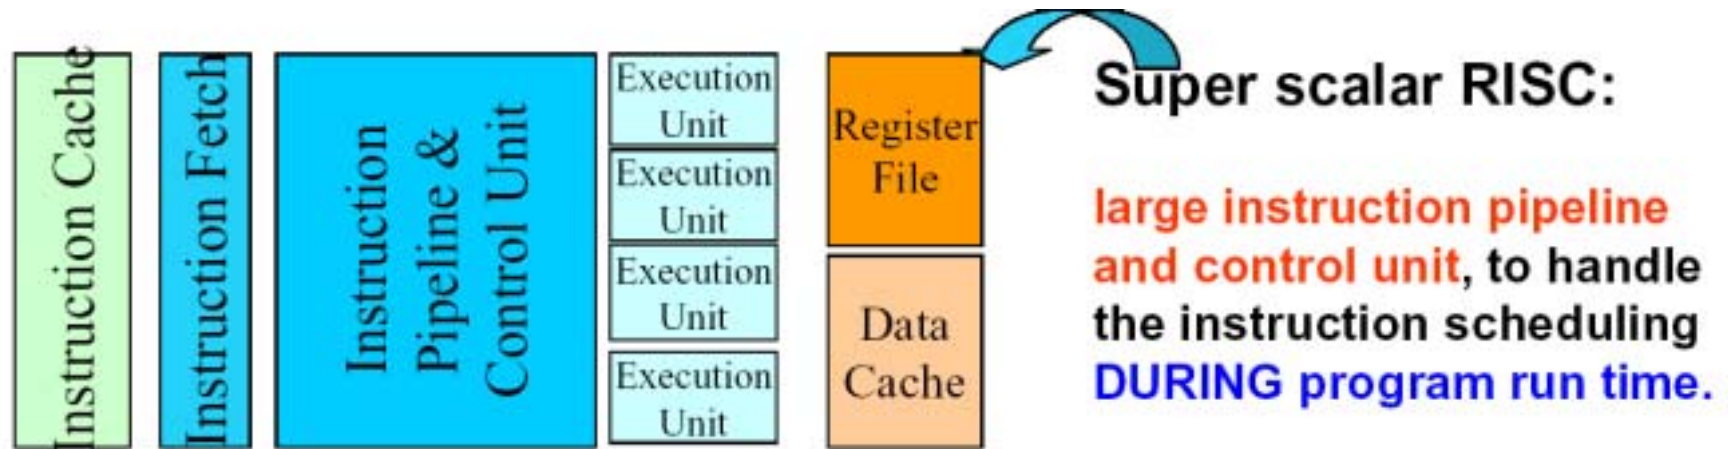 Instruction Cache
Instruction Fetch
Instruction
Pipeline &
Control Unit
Execution
Unit
Execution
Unit
Execution
Unit
Execution
Unit
Register
File
Data
Cache
Super scalar RISC:
large instruction pipeline
and control unit, to handle
the instruction scheduling
DURING program run time.